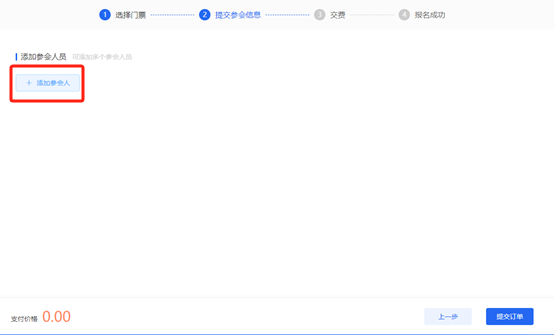 1 选择门票 2 提交参会信息 3 交费 4 报名成功
添加参会人员 可添加多个参会人员
+ 添加参会人
支付价格 0.00 上一步 提交订单